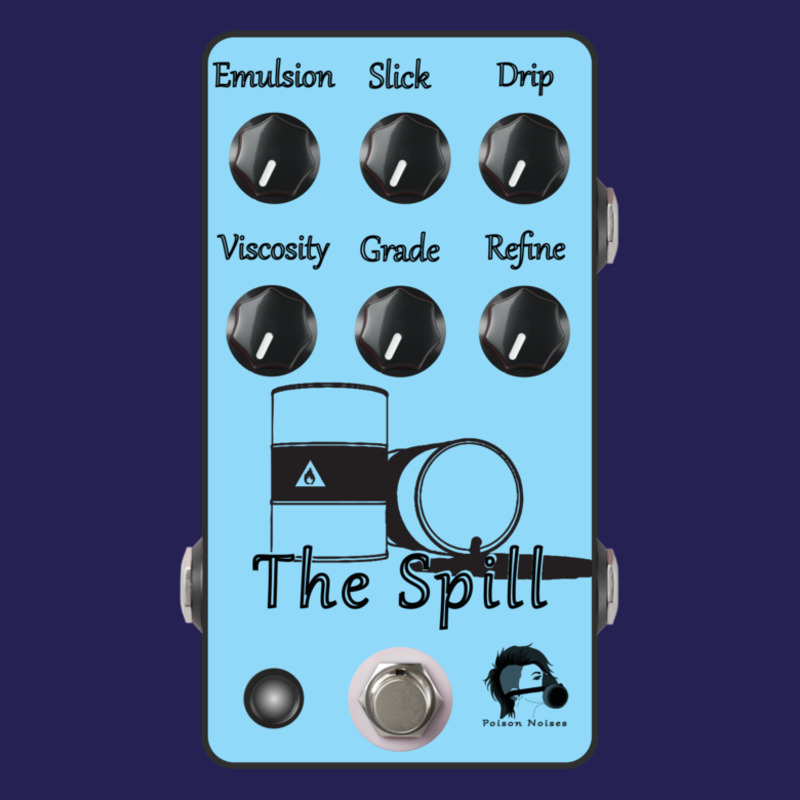 Emulsion Slick Drip
Viscosity Grade Refine
The Spill
Poison Noises